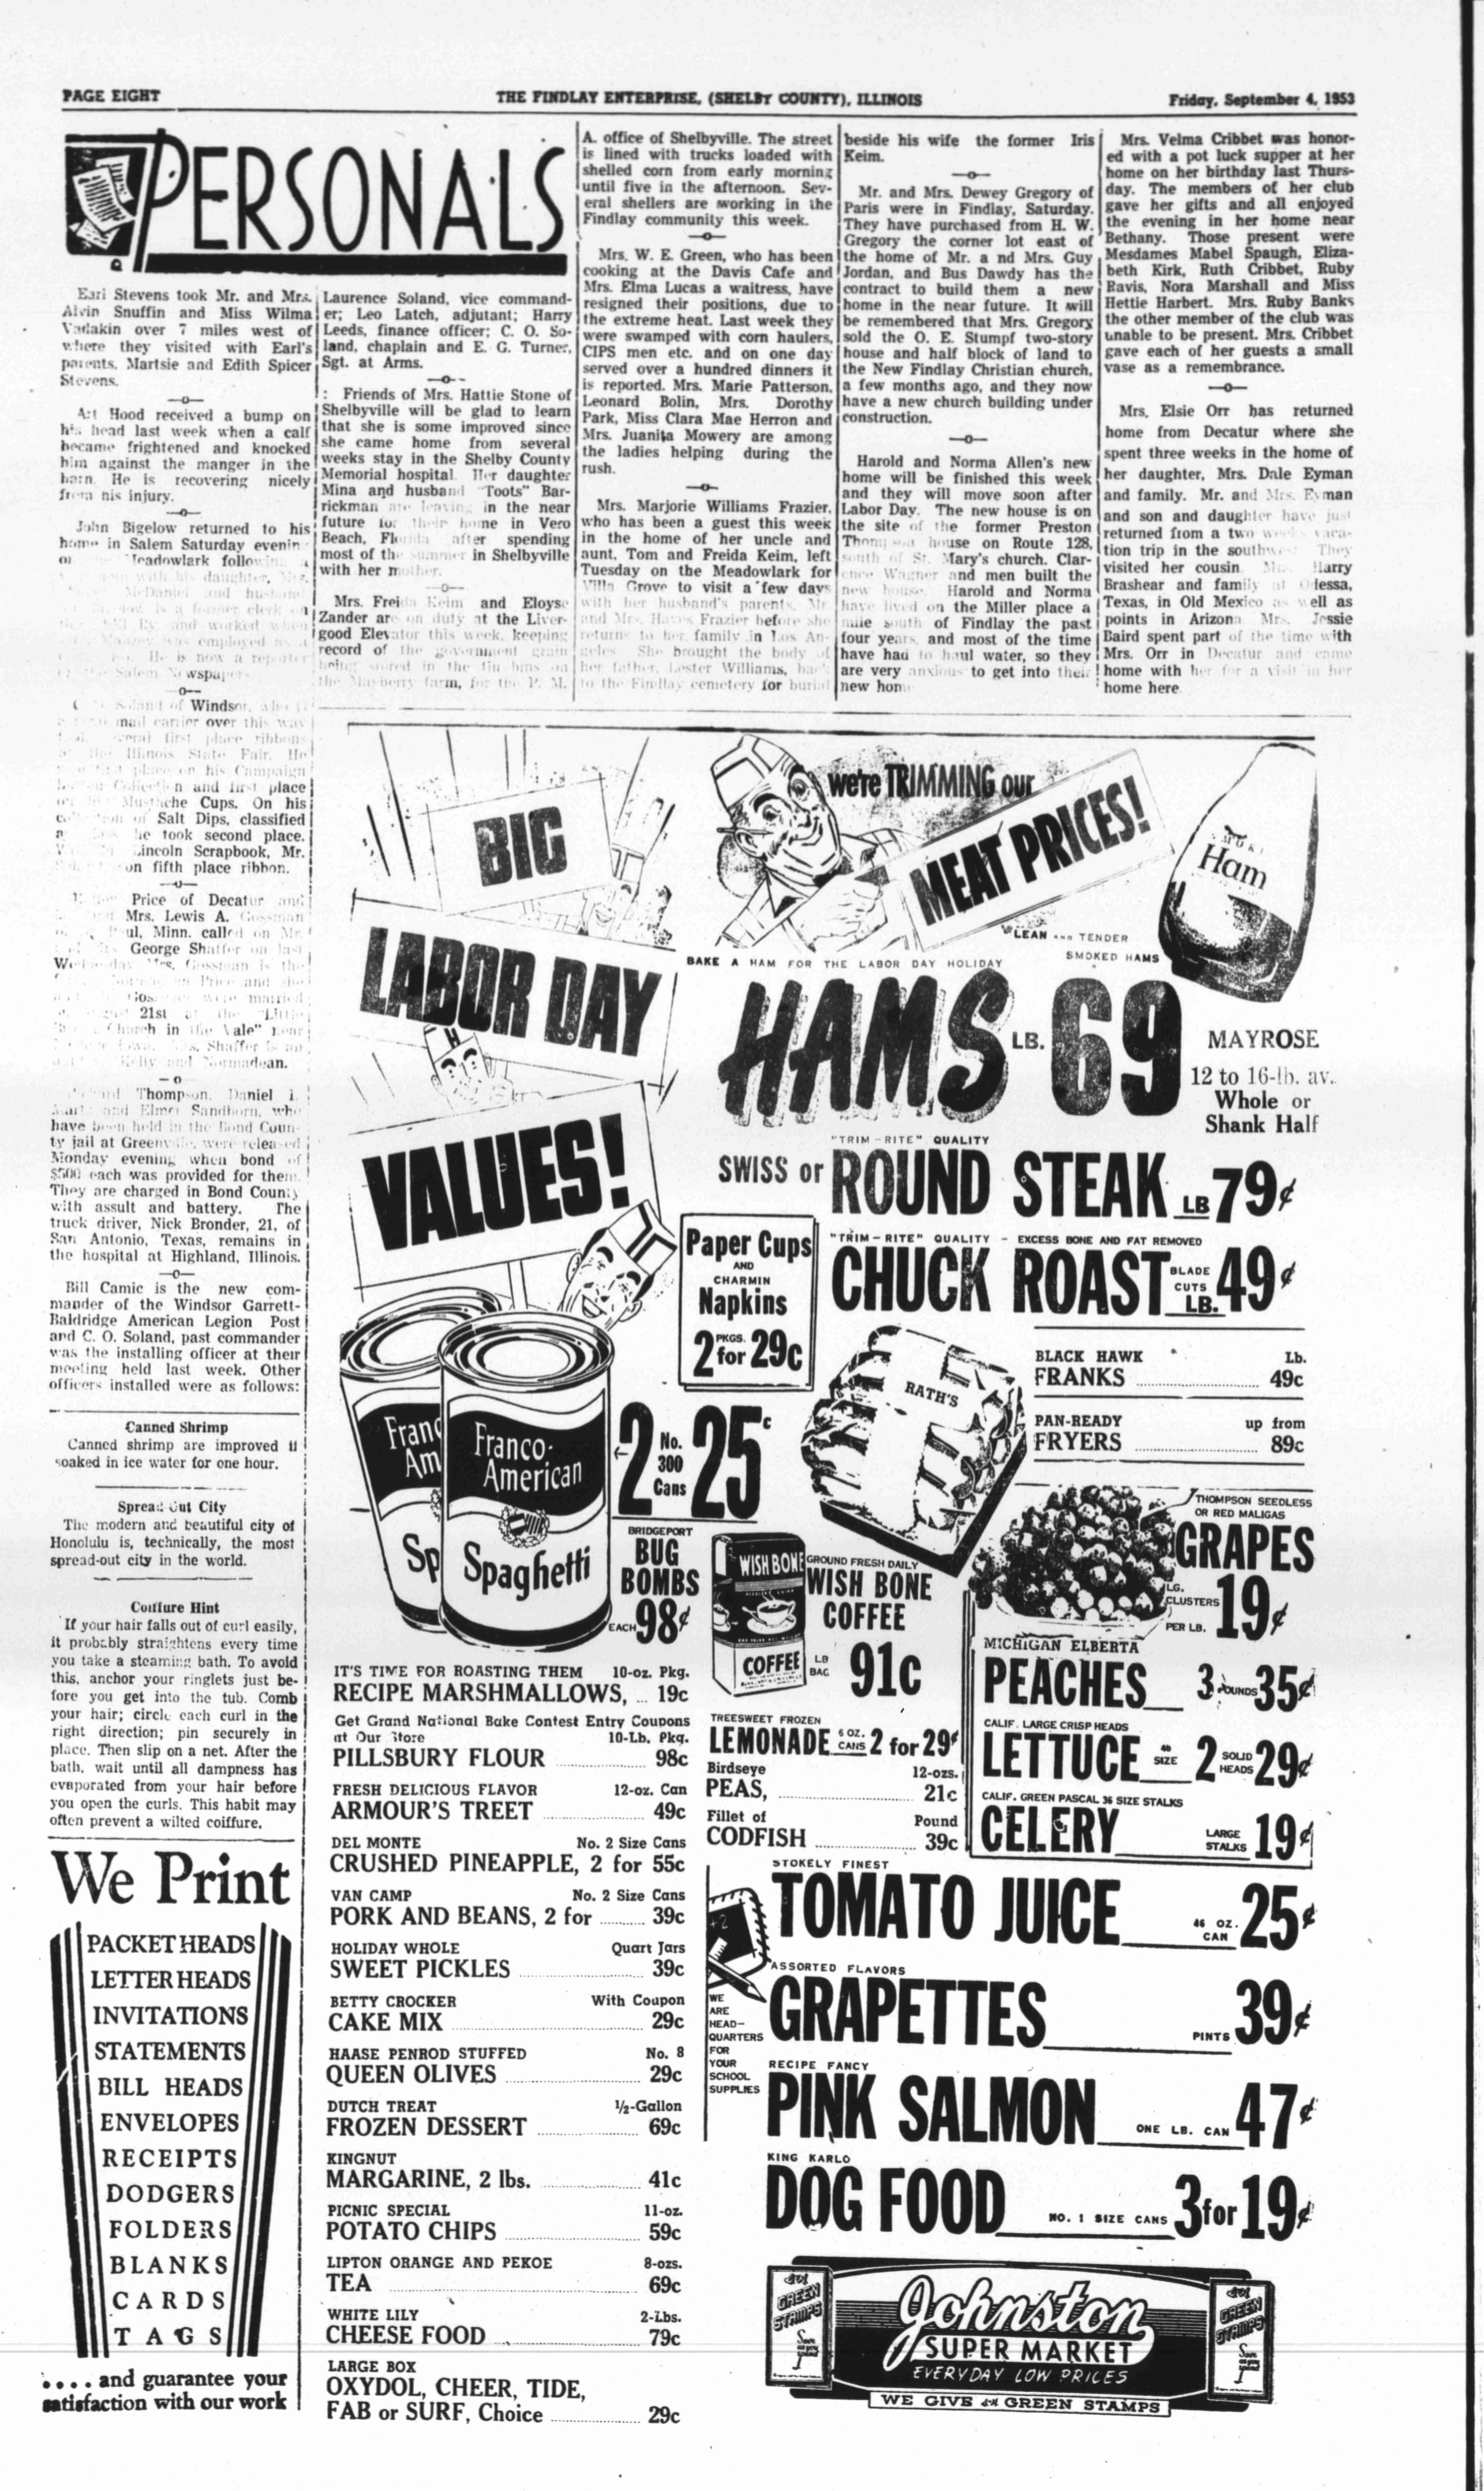 PAGE EIGHT
THE FINDLAY ENTERPRISE, (SHELBY COUNTY), ILLINOIS
Friday, September 4, 1953
PERSONALS
Earl Stevens took Mr. and Mrs.
Alvin Snuffin and Miss Wilma
Vadakin over 7 miles west of
where they visited with Earl's
parents, Martsie and Edith Spicer
Stevens.
—o—
Art Hood received a bump on
his head last week when a calf
became frightened and knocked
him against the manger in the
barn. He is recovering nicely
from his injury.
—o—
John Bigelow returned to his
home in Salem Saturday evenin
on Meadowlark following a
with his daughter, Mrs.
McDaniel and husband.
is a former clerk on
Ry. and worked when
was employed as a
He is now a reporter
Salem Newspaper.
—o—
Soland of Windsor, who is
mail carrier over this way
several first place ribbons
the Illinois State Fair. He
place on his Campaign
Collection and first place
Mustache Cups. On his
of Salt Dips, classified
he took second place.
Lincoln Scrapbook, Mr.
on fifth place ribbon.
—o—
Price of Decatur and
Mrs. Lewis A. Gossman
Paul, Minn. called on Mr.
George Shaffer on last
Wednesday. Mrs. Gossman is the
Price and she
were married
21st at the "Little
Church in the Vale" near
Shaffer is an
Kelly and Normadean.
—o
Thompson, Daniel
and Elmer Sandhorn, who
have been held in the Bond Coun-
ty jail at Greenville, were released
Monday evening when bond of
$500 each was provided for them.
They are charged in Bond County
with assult and battery. The
truck driver, Nick Bronder, 21, of
San Antonio, Texas, remains in
the hospital at Highland, Illinois.
—o—
Bill Camic is the new com-
mander of the Windsor Garrett-
Baldridge American Legion Post
and C. O. Soland, past commander
was the installing officer at their
meeting held last week. Other
officers installed were as follows:
Canned Shrimp
Canned shrimp are improved if
soaked in ice water for one hour.
Spread Out City
The modern and beautiful city of
Honolulu is, technically, the most
spread-out city in the world.
Coiffure Hint
If your hair falls out of curl easily,
it probably straightens every time
you take a steaming bath. To avoid
this, anchor your ringlets just be-
fore you get into the tub. Comb
your hair; circle each curl in the
right direction; pin securely in
place. Then slip on a net. After the
bath, wait until all dampness has
evaporated from your hair before
you open the curls. This habit may
often prevent a wilted coiffure.
We Print
PACKET HEADS
LETTER HEADS
INVITATIONS
STATEMENTS
BILL HEADS
ENVELOPES
RECEIPTS
DODGERS
FOLDERS
BLANKS
CARDS
TAGS
.... and guarantee your
satisfaction with our work
Laurence Soland, vice command-
er; Leo Latch, adjutant; Harry
Leeds, finance officer; C. O. So-
land, chaplain and E. G. Turner,
Sgt. at Arms.
—o—
: Friends of Mrs. Hattie Stone of
Shelbyville will be glad to learn
that she is some improved since
she came home from several
weeks stay in the Shelby County
Memorial hospital. Her daughter
Mina and husband "Toots" Bar-
rickman are leaving in the near
future for their home in Vero
Beach, Florida after spending
most of the summer in Shelbyville
with her mother.
—o—
Mrs. Freida Keim and Eloyse
Zander are on duty at the Liver-
good Elevator this week, keeping
record of the government grain
being stored in the tin bins on
the Mayberry farm, for the P. M.
A. office of Shelbyville. The street
is lined with trucks loaded with
shelled corn from early morning
until five in the afternoon. Sev-
eral shellers are working in the
Findlay community this week.
—o—
Mrs. W. E. Green, who has been
cooking at the Davis Cafe and
Mrs. Elma Lucas a waitress, have
resigned their positions, due to
the extreme heat. Last week they
were swamped with corn haulers,
CIPS men etc. and on one day
served over a hundred dinners it
is reported. Mrs. Marie Patterson,
Leonard Bolin, Mrs. Dorothy
Park, Miss Clara Mae Herron and
Mrs. Juanita Mowery are among
the ladies helping during the
rush.
—o—
Mrs. Marjorie Williams Frazier,
who has been a guest this week
in the home of her uncle and
aunt, Tom and Freida Keim, left
Tuesday on the Meadowlark for
Villa Grove to visit a few days
with her husband's parents, Mr.
and Mrs. Hayes Frazier before she
returns to her family in Los An-
geles. She brought the body of
her father, Lester Williams, back
to the Findlay cemetery for burial
beside his wife the former Iris
Keim.
—o—
Mr. and Mrs. Dewey Gregory of
Paris were in Findlay, Saturday.
They have purchased from H. W.
Gregory the corner lot east of
the home of Mr. a nd Mrs. Guy
Jordan, and Bus Dawdy has the
contract to build them a new
home in the near future. It will
be remembered that Mrs. Gregory
sold the O. E. Stumpf two-story
house and half block of land to
the New Findlay Christian church,
a few months ago, and they now
have a new church building under
construction.
—o—
Harold and Norma Allen's new
home will be finished this week
and they will move soon after
Labor Day. The new house is on
the site of the former Preston
Thompson house on Route 128,
south of St. Mary's church. Clar-
ence Wagner and men built the
new house. Harold and Norma
have lived on the Miller place a
mile south of Findlay the past
four years, and most of the time
have had to haul water, so they
are very anxious to get into their
new home
Mrs. Velma Cribbet was honor-
ed with a pot luck supper at her
home on her birthday last Thurs-
day. The members of her club
gave her gifts and all enjoyed
the evening in her home near
Bethany. Those present were
Mesdames Mabel Spaugh, Eliza-
beth Kirk, Ruth Cribbet, Ruby
Ravis, Nora Marshall and Miss
Hettie Harbert. Mrs. Ruby Banks
the other member of the club was
unable to be present. Mrs. Cribbet
gave each of her guests a small
vase as a remembrance.
—o—
Mrs. Elsie Orr has returned
home from Decatur where she
spent three weeks in the home of
her daughter, Mrs. Dale Eyman
and family. Mr. and Mrs. Eyman
and son and daughter have just
returned from a two weeks vaca-
tion trip in the southwest They
visited her cousin Mrs. Harry
Brashear and family at Odessa,
Texas, in Old Mexico as well as
points in Arizona Mrs. Jessie
Baird spent part of the time with
Mrs. Orr in Decatur and came
home with her for a visit in her
home here
BIG
LABOR DAY
VALUES!
we're TRIMMING our
MEAT PRICES!
Ham
LEAN AND TENDER
SMOKED HAMS
BAKE A HAM FOR THE LABOR DAY HOLIDAY
HAMS LB. 69
MAYROSE
12 to 16-lb. av.
Whole or
Shank Half
"TRIM-RITE" QUALITY
SWISS or ROUND STEAK LB 79¢
"TRIM-RITE" QUALITY - EXCESS BONE AND FAT REMOVED
CHUCK ROAST BLADE CUTS LB. 49¢
Paper Cups
AND
CHARMIN
Napkins
2 PKGS. for 29c
RATH'S
BLACK HAWK Lb.
FRANKS 49c
PAN-READY up from
FRYERS 89c
Franco-American
Spaghetti
2 No. 300 Cans 25c
BRIDGEPORT
BUG
BOMBS
EACH 98¢
WISH BONE
COFFEE
GROUND FRESH DAILY
WISH BONE
COFFEE
LB BAG 91c
THOMPSON SEEDLESS
OR RED MALIGAS
GRAPES
LG. CLUSTERS
PER LB. 19¢
MICHIGAN ELBERTA
PEACHES 3 POUNDS 35¢
CALIF. LARGE CRISP HEADS
LETTUCE 48 SIZE 2 SOLID HEADS 29¢
CALIF. GREEN PASCAL 36 SIZE STALKS
CELERY LARGE STALKS 19¢
IT'S TIME FOR ROASTING THEM 10-oz. Pkg.
RECIPE MARSHMALLOWS, ... 19c
Get Grand National Bake Contest Entry Coupons
at Our Store 10-Lb. Pkg.
PILLSBURY FLOUR 98c
FRESH DELICIOUS FLAVOR 12-oz. Can
ARMOUR'S TREET 49c
DEL MONTE No. 2 Size Cans
CRUSHED PINEAPPLE, 2 for 55c
VAN CAMP No. 2 Size Cans
PORK AND BEANS, 2 for 39c
HOLIDAY WHOLE Quart Jars
SWEET PICKLES 39c
BETTY CROCKER With Coupon
CAKE MIX 29c
HAASE PENROD STUFFED No. 8
QUEEN OLIVES 29c
DUTCH TREAT ½-Gallon
FROZEN DESSERT 69c
KINGNUT
MARGARINE, 2 lbs. 41c
PICNIC SPECIAL 11-oz.
POTATO CHIPS 59c
LIPTON ORANGE AND PEKOE 8-ozs.
TEA 69c
WHITE LILY 2-Lbs.
CHEESE FOOD 79c
LARGE BOX
OXYDOL, CHEER, TIDE,
FAB or SURF, Choice 29c
TREESWEET FROZEN
LEMONADE 6 OZ. CANS 2 for 29¢
Birdseye 12-ozs.
PEAS, 21c
Fillet of Pound
CODFISH 39c
STOKELY FINEST
TOMATO JUICE 46 OZ. CAN 25¢
WE
ARE
HEAD-
QUARTERS
FOR
YOUR
SCHOOL
SUPPLIES
ASSORTED FLAVORS
GRAPETTES PINTS 39¢
RECIPE FANCY
PINK SALMON ONE LB. CAN 47¢
KING KARLO
DOG FOOD NO. 1 SIZE CANS 3 for 19¢
S&H GREEN STAMPS
Johnston
SUPER MARKET
EVERYDAY LOW PRICES
WE GIVE S&H GREEN STAMPS